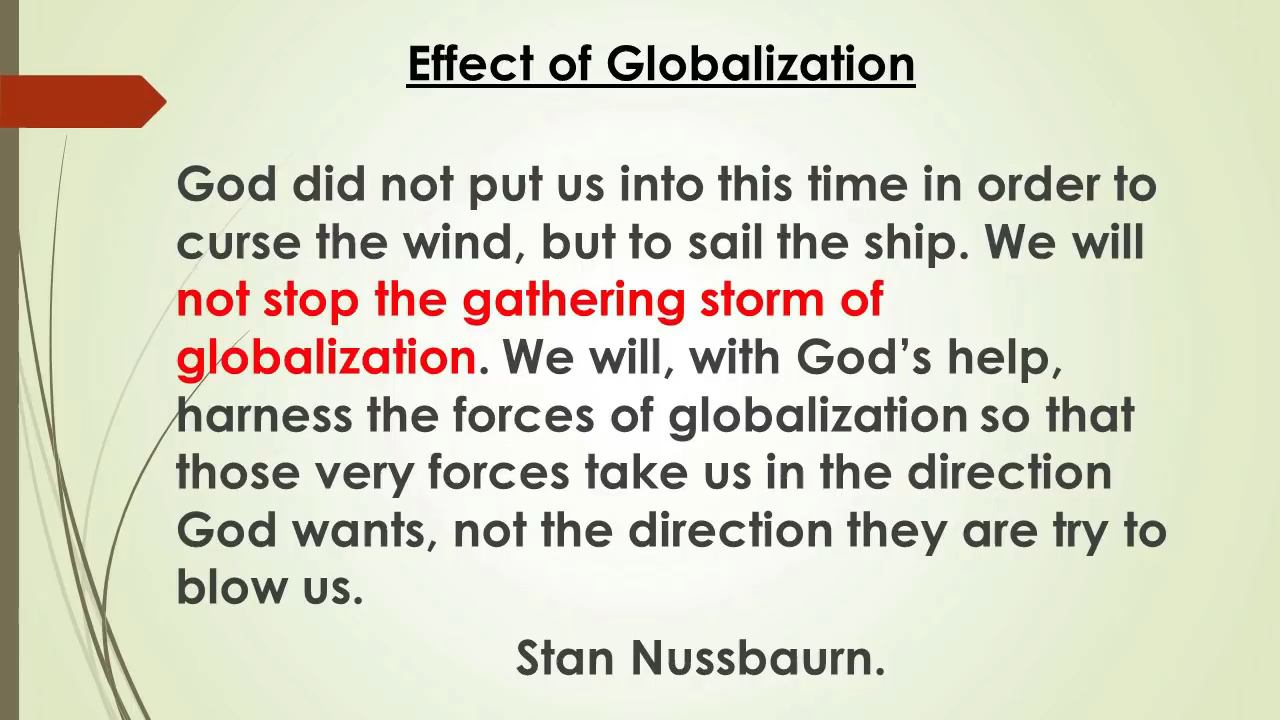 Effect of Globalization
God did not put us into this time in order to
curse the wind, but to sail the ship. We will
not stop the gathering storm of
globalization. We will, with God’s help,
harness the forces of globalization so that
those very forces take us in the direction
God wants, not the direction they are try to
blow us.
Stan Nussbaurn.